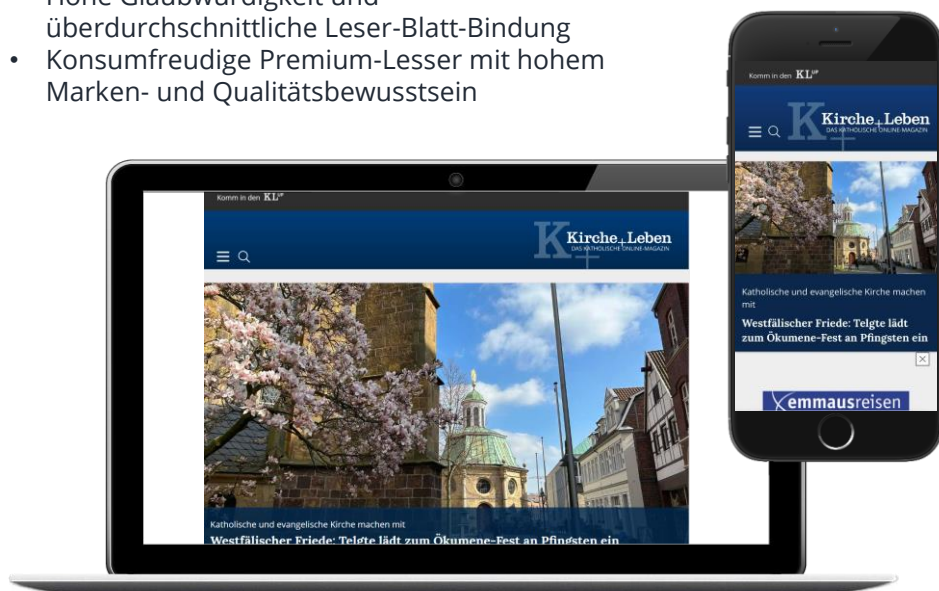 Hohe Glaubwürdigkeit und
überdurchschnittliche Leser-Blatt-Bindung
• Konsumfreudige Premium-Lesser mit hohem
Marken- und Qualitätsbewusstsein
Komm in den KLup
K Kirche+Leben
DAS KATHOLISCHE ONLINE-MAGAZIN
Katholische und evangelische Kirche machen mit
Westfälischer Friede: Telgte lädt zum Ökumene-Fest an Pfingsten ein
Komm in den KLup
K Kirche+Leben
DAS KATHOLISCHE ONLINE-MAGAZIN
Katholische und evangelische Kirche machen
mit
Westfälischer Friede: Telgte lädt
zum Ökumene-Fest an Pfingsten ein
emmausreisen